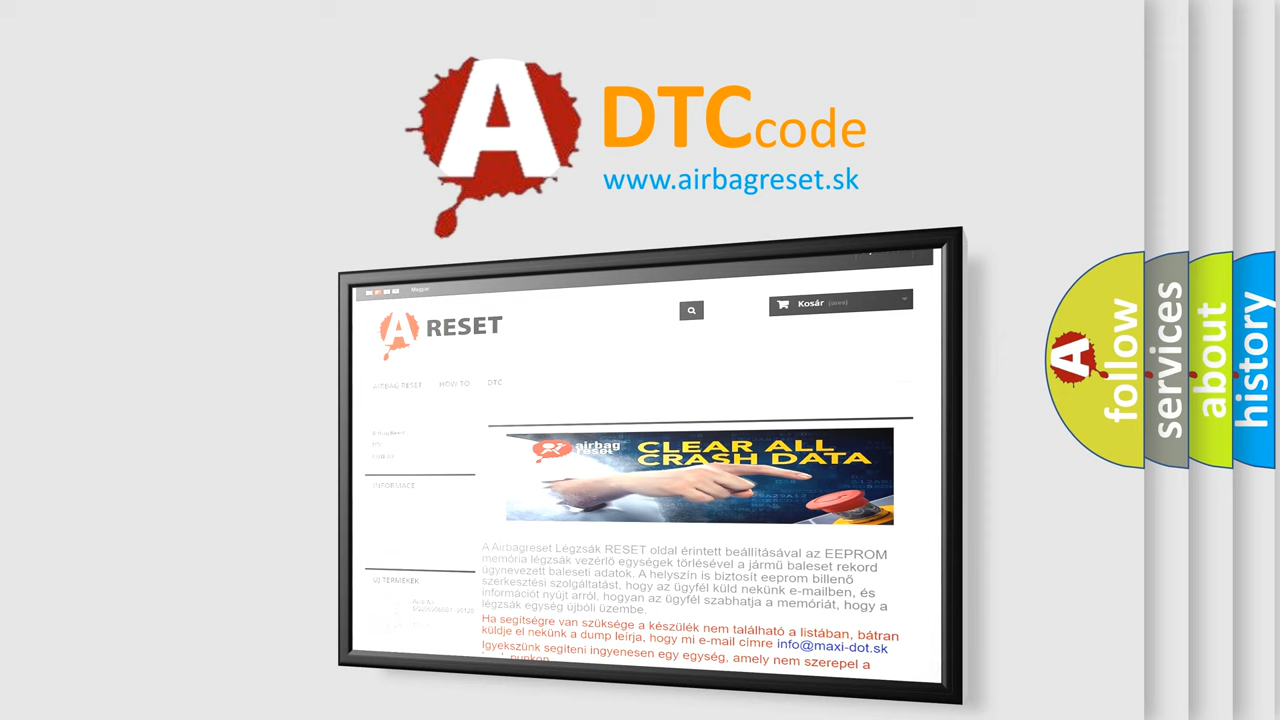 A
DTCcode
www.airbagreset.sk
Magyar
A RESET
Kosár (üres)
AIRBAG RESET HOW TO DTC
INFORMACE
airbag reset
CLEAR ALL
CRASH DATA
A Airbagreset Légzsák RESET oldal érintett beállításával az EEPROM
memória légzsák vezérlő egységek törlésével a jármű baleset rekord
úgynevezett baleseti adatok. A helyszín is biztosít eeprom billenő
szerkesztési szolgáltatást, hogy az ügyfél küld nekünk e-mailben, és
információt nyújt arról, hogyan az ügyfél szabhatja a memóriát, hogy a
légzsák egység újbóli üzembe.
Ha segítségre van szüksége a készülék nem található a listában, bátran
küldje el nekünk a dump leírja, hogy mi e-mail címre info@maxi-dot.sk
Igyekszünk segíteni ingyenesen egy egység, amely nem szerepel a
ÚJ TERMÉKEK
A
follow
services
about
history